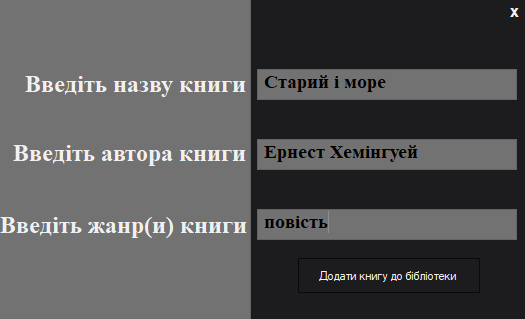 x
Введіть назву книги
Старий і море
Введіть автора книги
Ернест Хемінгуей
Введіть жанр(и) книги
повість
Додати книгу до бібліотеки